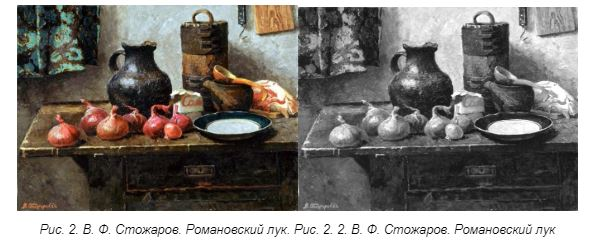 Рис. 2. В. Ф. Стожаров. Романовский лук. Рис. 2. 2. В. Ф. Стожаров. Романовский лук